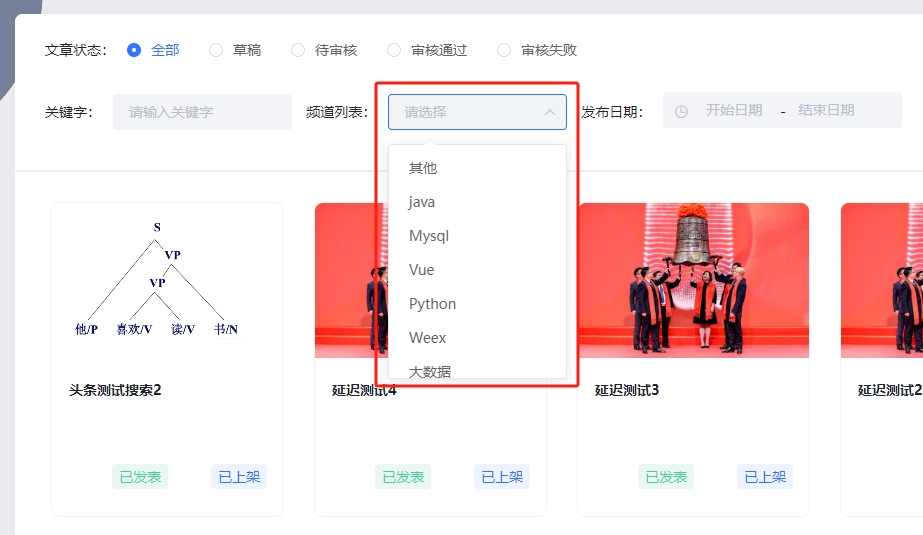 文章状态： 全部 草稿 待审核 审核通过 审核失败
关键字： 请输入关键字 频道列表： 请选择 发布日期： 开始日期 - 结束日期
其他
java
Mysql
Vue
Python
Weex
大数据
S
VP
VP
他/P 喜欢/V 读/V 书/N
头条测试搜索2 延迟测试4 延迟测试3 延迟测试2
已发表 已上架 已发表 已上架 已发表 已上架